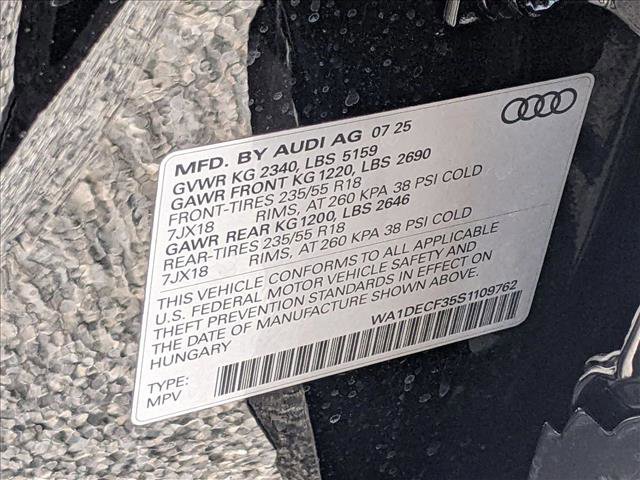 MFD. BY AUDI AG 07 25
GVWR KG 2340, LBS 5159
GAWR FRONT KG 1220, LBS 2690
FRONT-TIRES 235/55 R18
7JX18 RIMS, AT 260 KPA 38 PSI COLD
GAWR REAR KG 1200, LBS 2646
REAR-TIRES 235/55 R18
7JX18 RIMS, AT 260 KPA 38 PSI COLD
THIS VEHICLE CONFORMS TO ALL APPLICABLE
U.S. FEDERAL MOTOR VEHICLE SAFETY AND
THEFT PREVENTION STANDARDS IN EFFECT ON
THE DATE OF MANUFACTURE SHOWN ABOVE.
HUNGARY
WA1DECF35S1109762
TYPE:
MPV